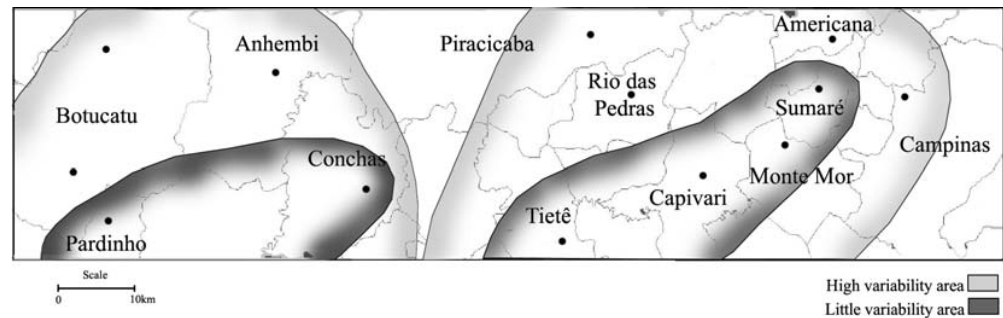 Americana
Anhembi
Piracicaba
Rio das
Pedras
Sumaré
Botucatu
Campinas
Conchas
Monte Mor
Capivari
Tietê
Pardinho
Scale
0 10km
High variability area
Little variability area